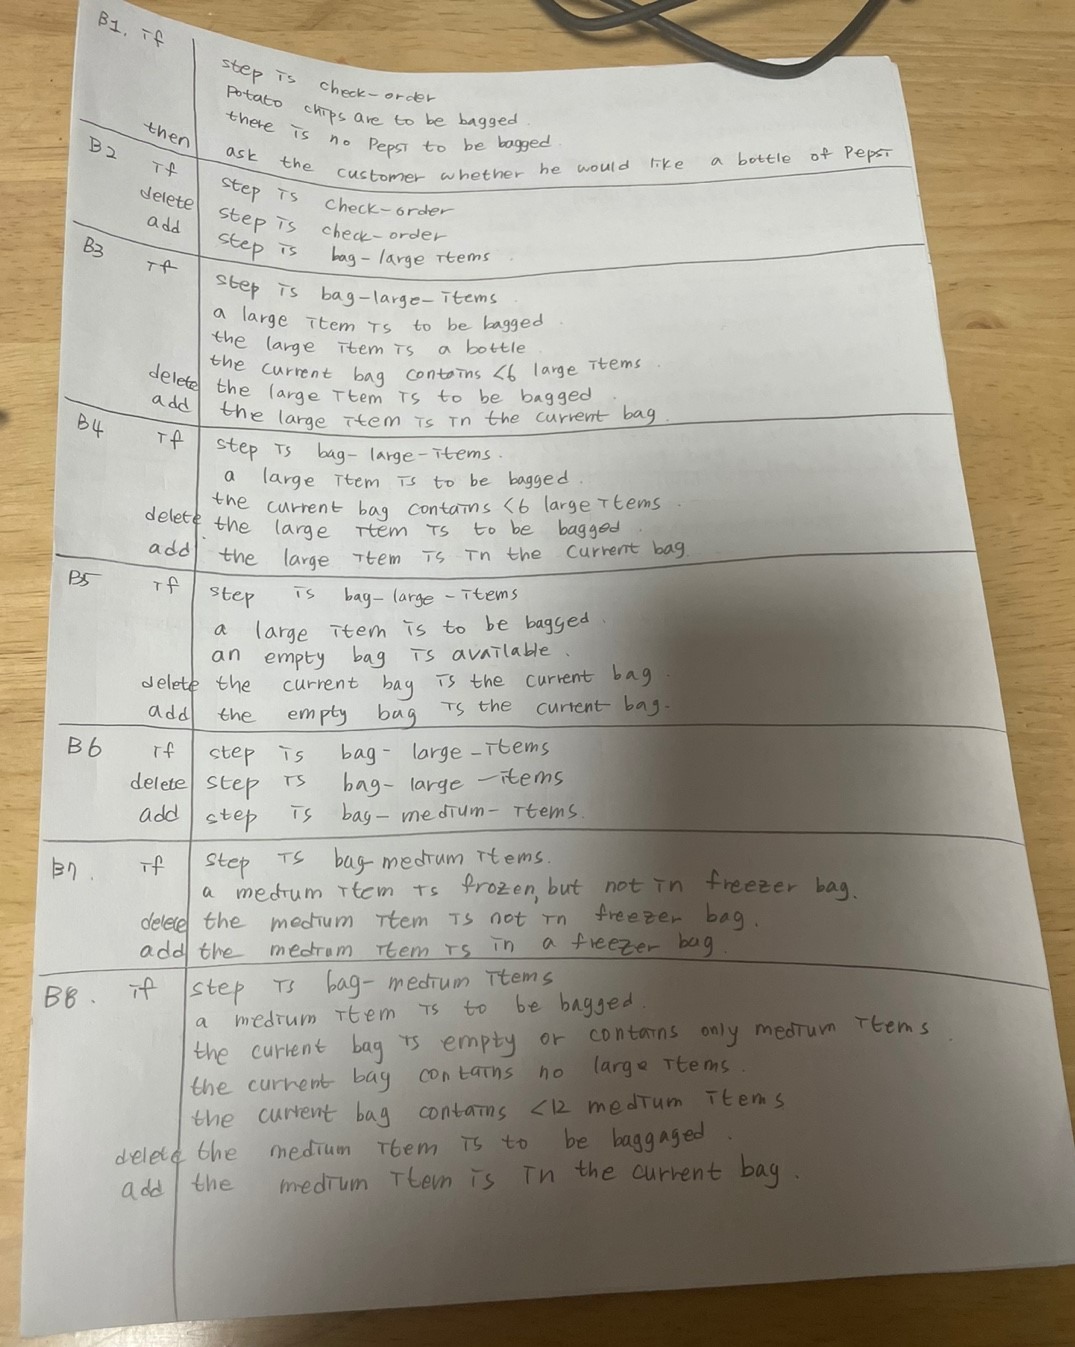 B1. if
step is check-order
Potato chips are to be bagged.
there is no Pepsi to be bagged.
then ask the customer whether he would like a bottle of Pepsi
B2 if step is check-order
delete step is check-order
add step is bag-large items.
B3 if step is bag-large-items
a large item is to be bagged.
the large item is a bottle
the current bag contains <6 large items.
delete the large item is to be bagged.
add the large item is in the current bag.
B4 if step is bag-large-items.
a large item is to be bagged.
the current bag contains <6 large items.
delete the large item is to be bagged.
add the large item is in the current bag.
B5 if step is bag-large-items
a large item is to be bagged.
an empty bag is available.
delete the current bag is the current bag.
add the empty bag is the current bag.
B6 if step is bag-large-items
delete step is bag-large-items
add step is bag-medium-items.
B7. if step is bag-medium items.
a medium item is frozen, but not in freezer bag.
delete the medium item is not in freezer bag.
add the medium item is in a freezer bag.
B8. if step is bag-medium items
a medium item is to be bagged.
the current bag is empty or contains only medium items.
the current bag contains no large items.
the current bag contains <12 medium items
delete the medium item is to be baggaged.
add the medium item is in the current bag.